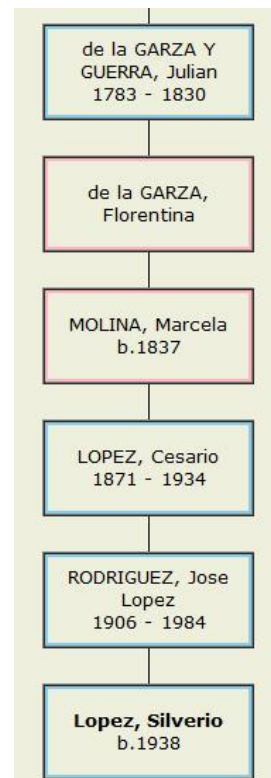 de la GARZA Y
GUERRA, Julian
1783 - 1830
de la GARZA,
Florentina
MOLINA, Marcela
b.1837
LOPEZ, Cesario
1871 - 1934
RODRIGUEZ, Jose
Lopez
1906 - 1984
Lopez, Silverio
b.1938